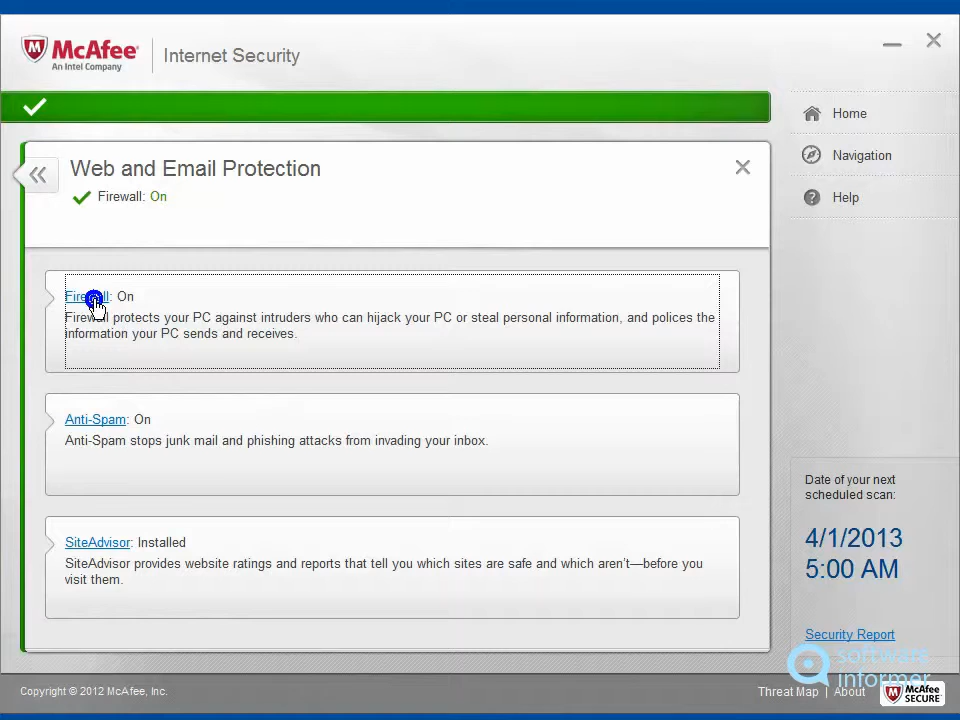 McAfee
An Intel Company
Internet Security
Home
Navigation
Help
Web and Email Protection
Firewall: On
Firewall: On
Firewall protects your PC against intruders who can hijack your PC or steal personal information, and polices the
information your PC sends and receives.
Anti-Spam: On
Anti-Spam stops junk mail and phishing attacks from invading your inbox.
SiteAdvisor: Installed
SiteAdvisor provides website ratings and reports that tell you which sites are safe and which aren't—before you
visit them.
Date of your next
scheduled scan:
4/1/2013
5:00 AM
Security Report
software
informer
Copyright © 2012 McAfee, Inc.
Threat Map | About
McAfee
SECURE